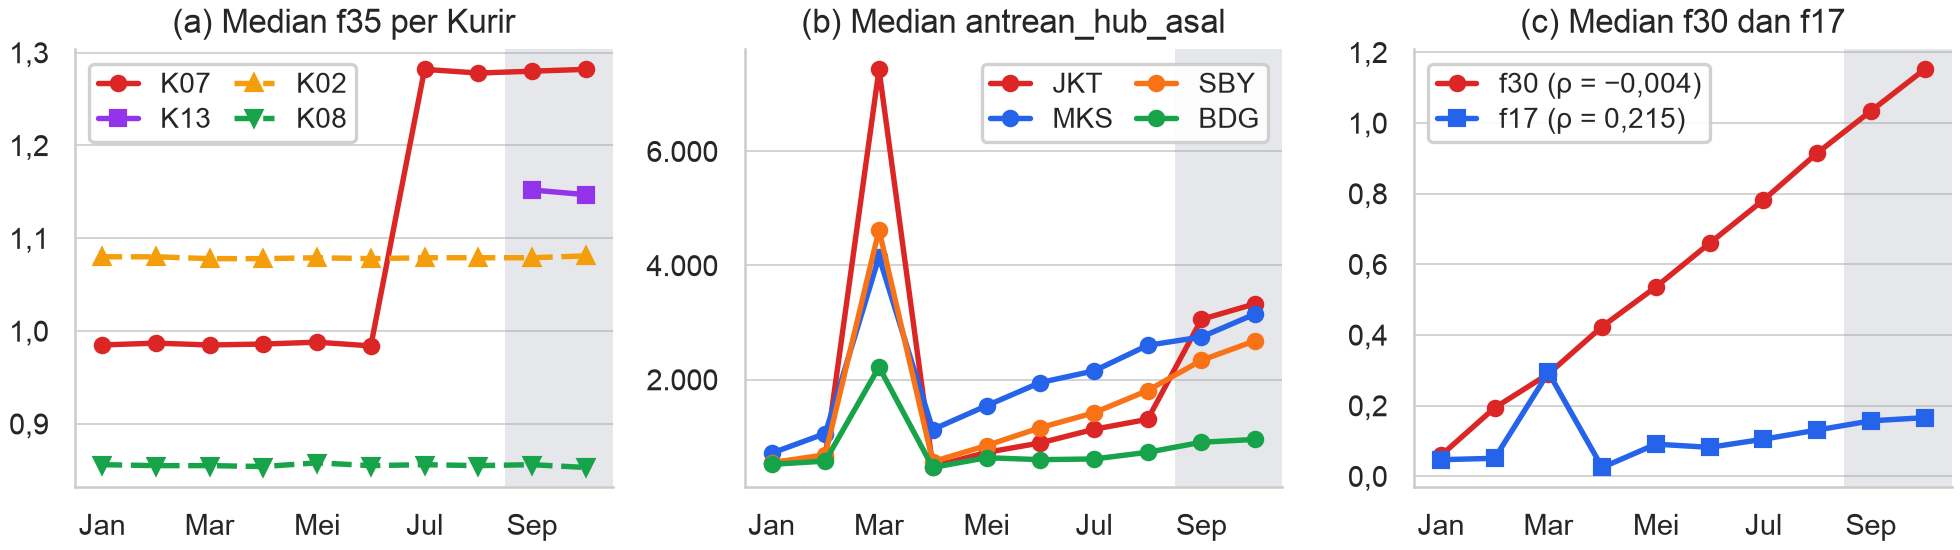 (a) Median f35 per Kurir
1,3
1,2
1,1
1,0
0,9
K07
K02
K13
K08
Jan
Mar
Mei
Jul
Sep
(b) Median antrean_hub_asal
6.000
4.000
2.000
JKT
SBY
MKS
BDG
Jan
Mar
Mei
Jul
Sep
(c) Median f30 dan f17
1,2
1,0
0,8
0,6
0,4
0,2
0,0
f30 (ρ = −0,004)
f17 (ρ = 0,215)
Jan
Mar
Mei
Jul
Sep